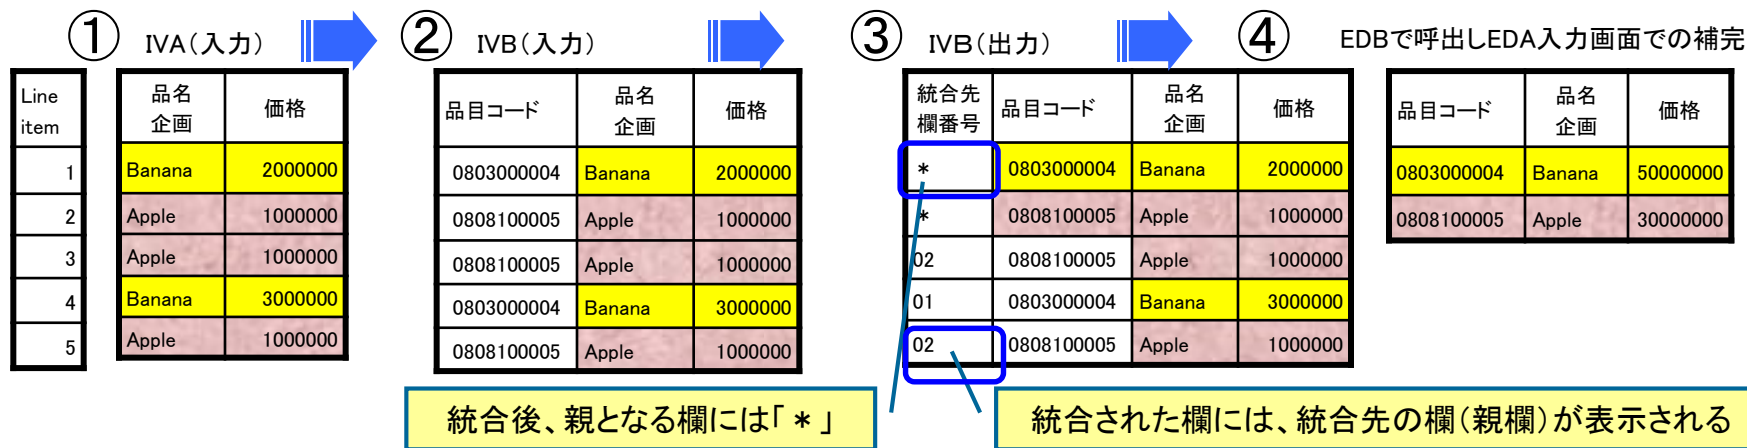 ① IVA（入力） ② IVB（入力） ③ IVB（出力） ④ EDBで呼出しEDA入力画面での補完
Line item
1
2
3
4
5
品名企画 価格
Banana 2000000
Apple 1000000
Apple 1000000
Banana 3000000
Apple 1000000
品目コード 品名企画 価格
0803000004 Banana 2000000
0808100005 Apple 1000000
0808100005 Apple 1000000
0803000004 Banana 3000000
0808100005 Apple 1000000
統合先欄番号 品目コード 品名企画 価格
* 0803000004 Banana 2000000
* 0808100005 Apple 1000000
02 0808100005 Apple 1000000
01 0803000004 Banana 3000000
02 0808100005 Apple 1000000
品目コード 品名企画 価格
0803000004 Banana 50000000
0808100005 Apple 30000000
統合後、親となる欄には「*」
統合された欄には、統合先の欄（親欄）が表示される